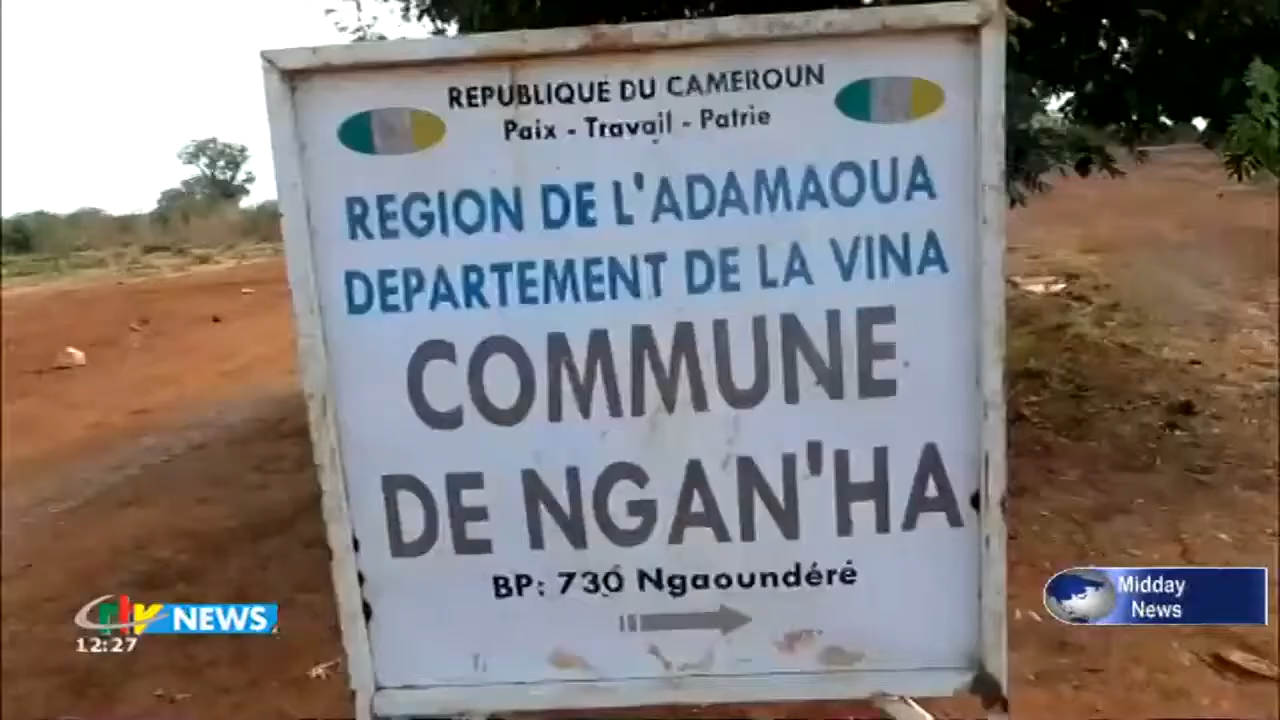 REPUBLIQUE DU CAMEROUN
Paix - Travail - Patrie
REGION DE L'ADAMAOUA
DEPARTEMENT DE LA VINA
COMMUNE
DE NGAN'HA
BP: 730 Ngaoundéré
crtv NEWS
12:27
Midday
News